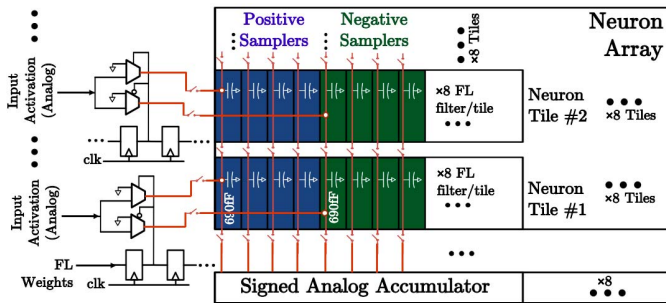 Positive
Samplers
Negative
Samplers
×8 Tiles
Neuron
Array
Input
Activation
(Analog)
×8 FL
filter/tile
Neuron
Tile #2
×8 Tiles
clk
Input
Activation
(Analog)
690fF
690fF
×8 FL
filter/tile
Neuron
Tile #1
×8 Tiles
FL
Weights
clk
Signed Analog Accumulator
×8